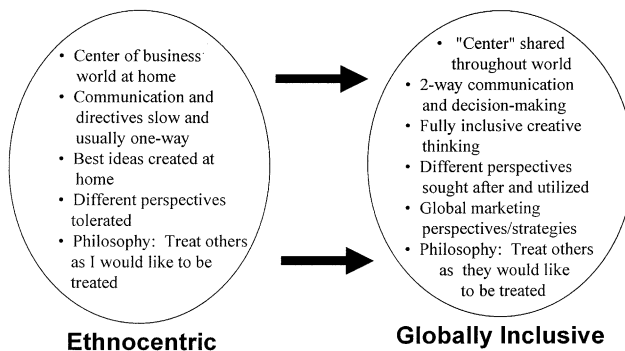 • Center of business
world at home
• Communication and
directives slow and
usually one-way
• Best ideas created at
home
• Different perspectives
tolerated
• Philosophy: Treat others
as I would like to be
treated
Ethnocentric
• "Center" shared
throughout world
• 2-way communication
and decision-making
• Fully inclusive creative
thinking
• Different perspectives
sought after and utilized
• Global marketing
perspectives/strategies
• Philosophy: Treat others
as they would like
to be treated
Globally Inclusive